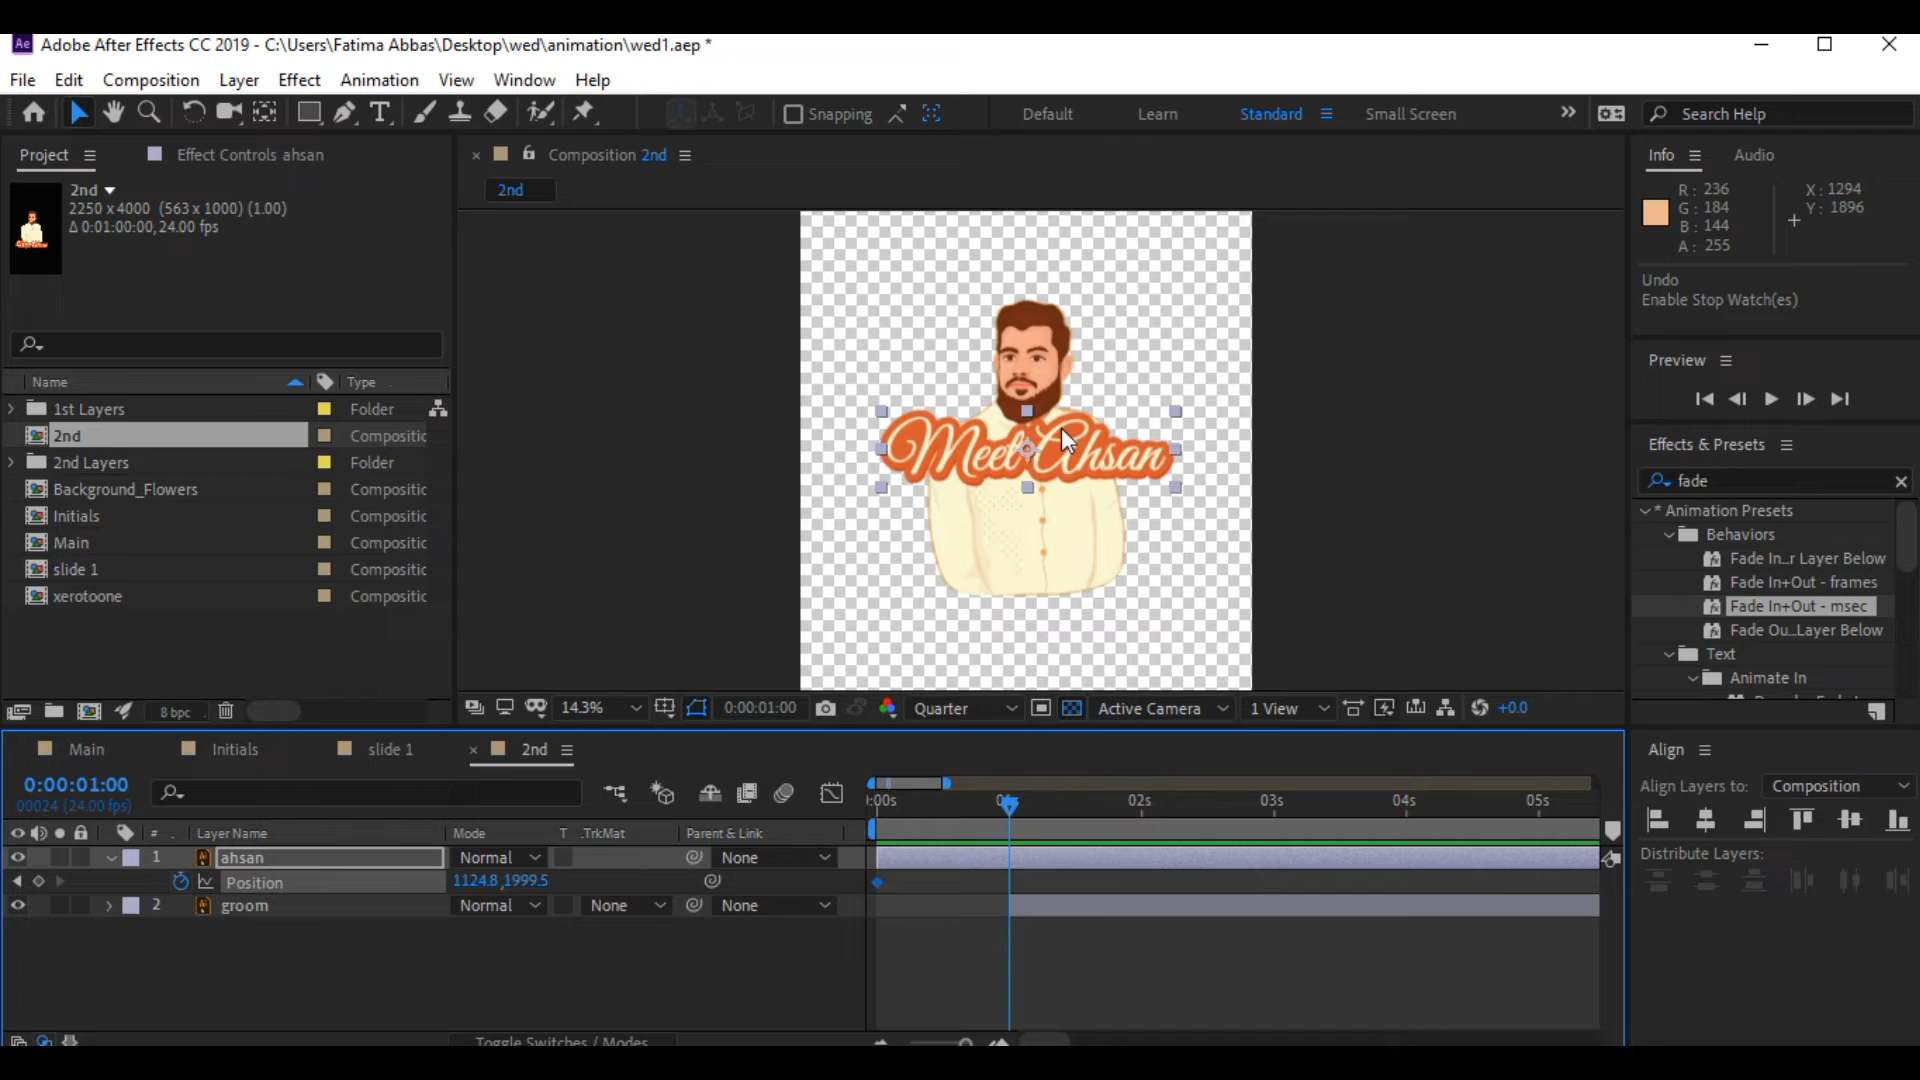 Ae Adobe After Effects CC 2019 - C:\Users\Fatima Abbas\Desktop\wed\animation\wed1.aep *
File Edit Composition Layer Effect Animation View Window Help
Snapping Default Learn Standard Small Screen Search Help
Project Effect Controls ahsan
2nd
2250 x 4000 (563 x 1000) (1.00)
Δ 0:01:00:00, 24.00 fps
Name Type
1st Layers Folder
2nd Compositic
2nd Layers Folder
Background_Flowers Compositic
Initials Compositic
Main Compositic
slide 1 Compositic
xerotoone Compositic
8 bpc
Composition 2nd
2nd
Meet Ahsan
14.3% 0:00:01:00 Quarter Active Camera 1 View +0.0
Info Audio
R: 236
G: 184
B: 144
A: 255
X: 1294
Y: 1896
Undo
Enable Stop Watch(es)
Preview
Effects & Presets
fade
* Animation Presets
Behaviors
Fade In...r Layer Below
Fade In+Out - frames
Fade In+Out - msec
Fade Ou...Layer Below
Text
Animate In
Main Initials slide 1 2nd
0:00:01:00
00024 (24.00 fps)
:00s 02s 03s 04s 05s
# Layer Name Mode T .TrkMat Parent & Link
1 ahsan Normal None
Position 1124.8,1999.5
2 groom Normal None None
Toggle Switches / Modes
Align
Align Layers to: Composition
Distribute Layers: